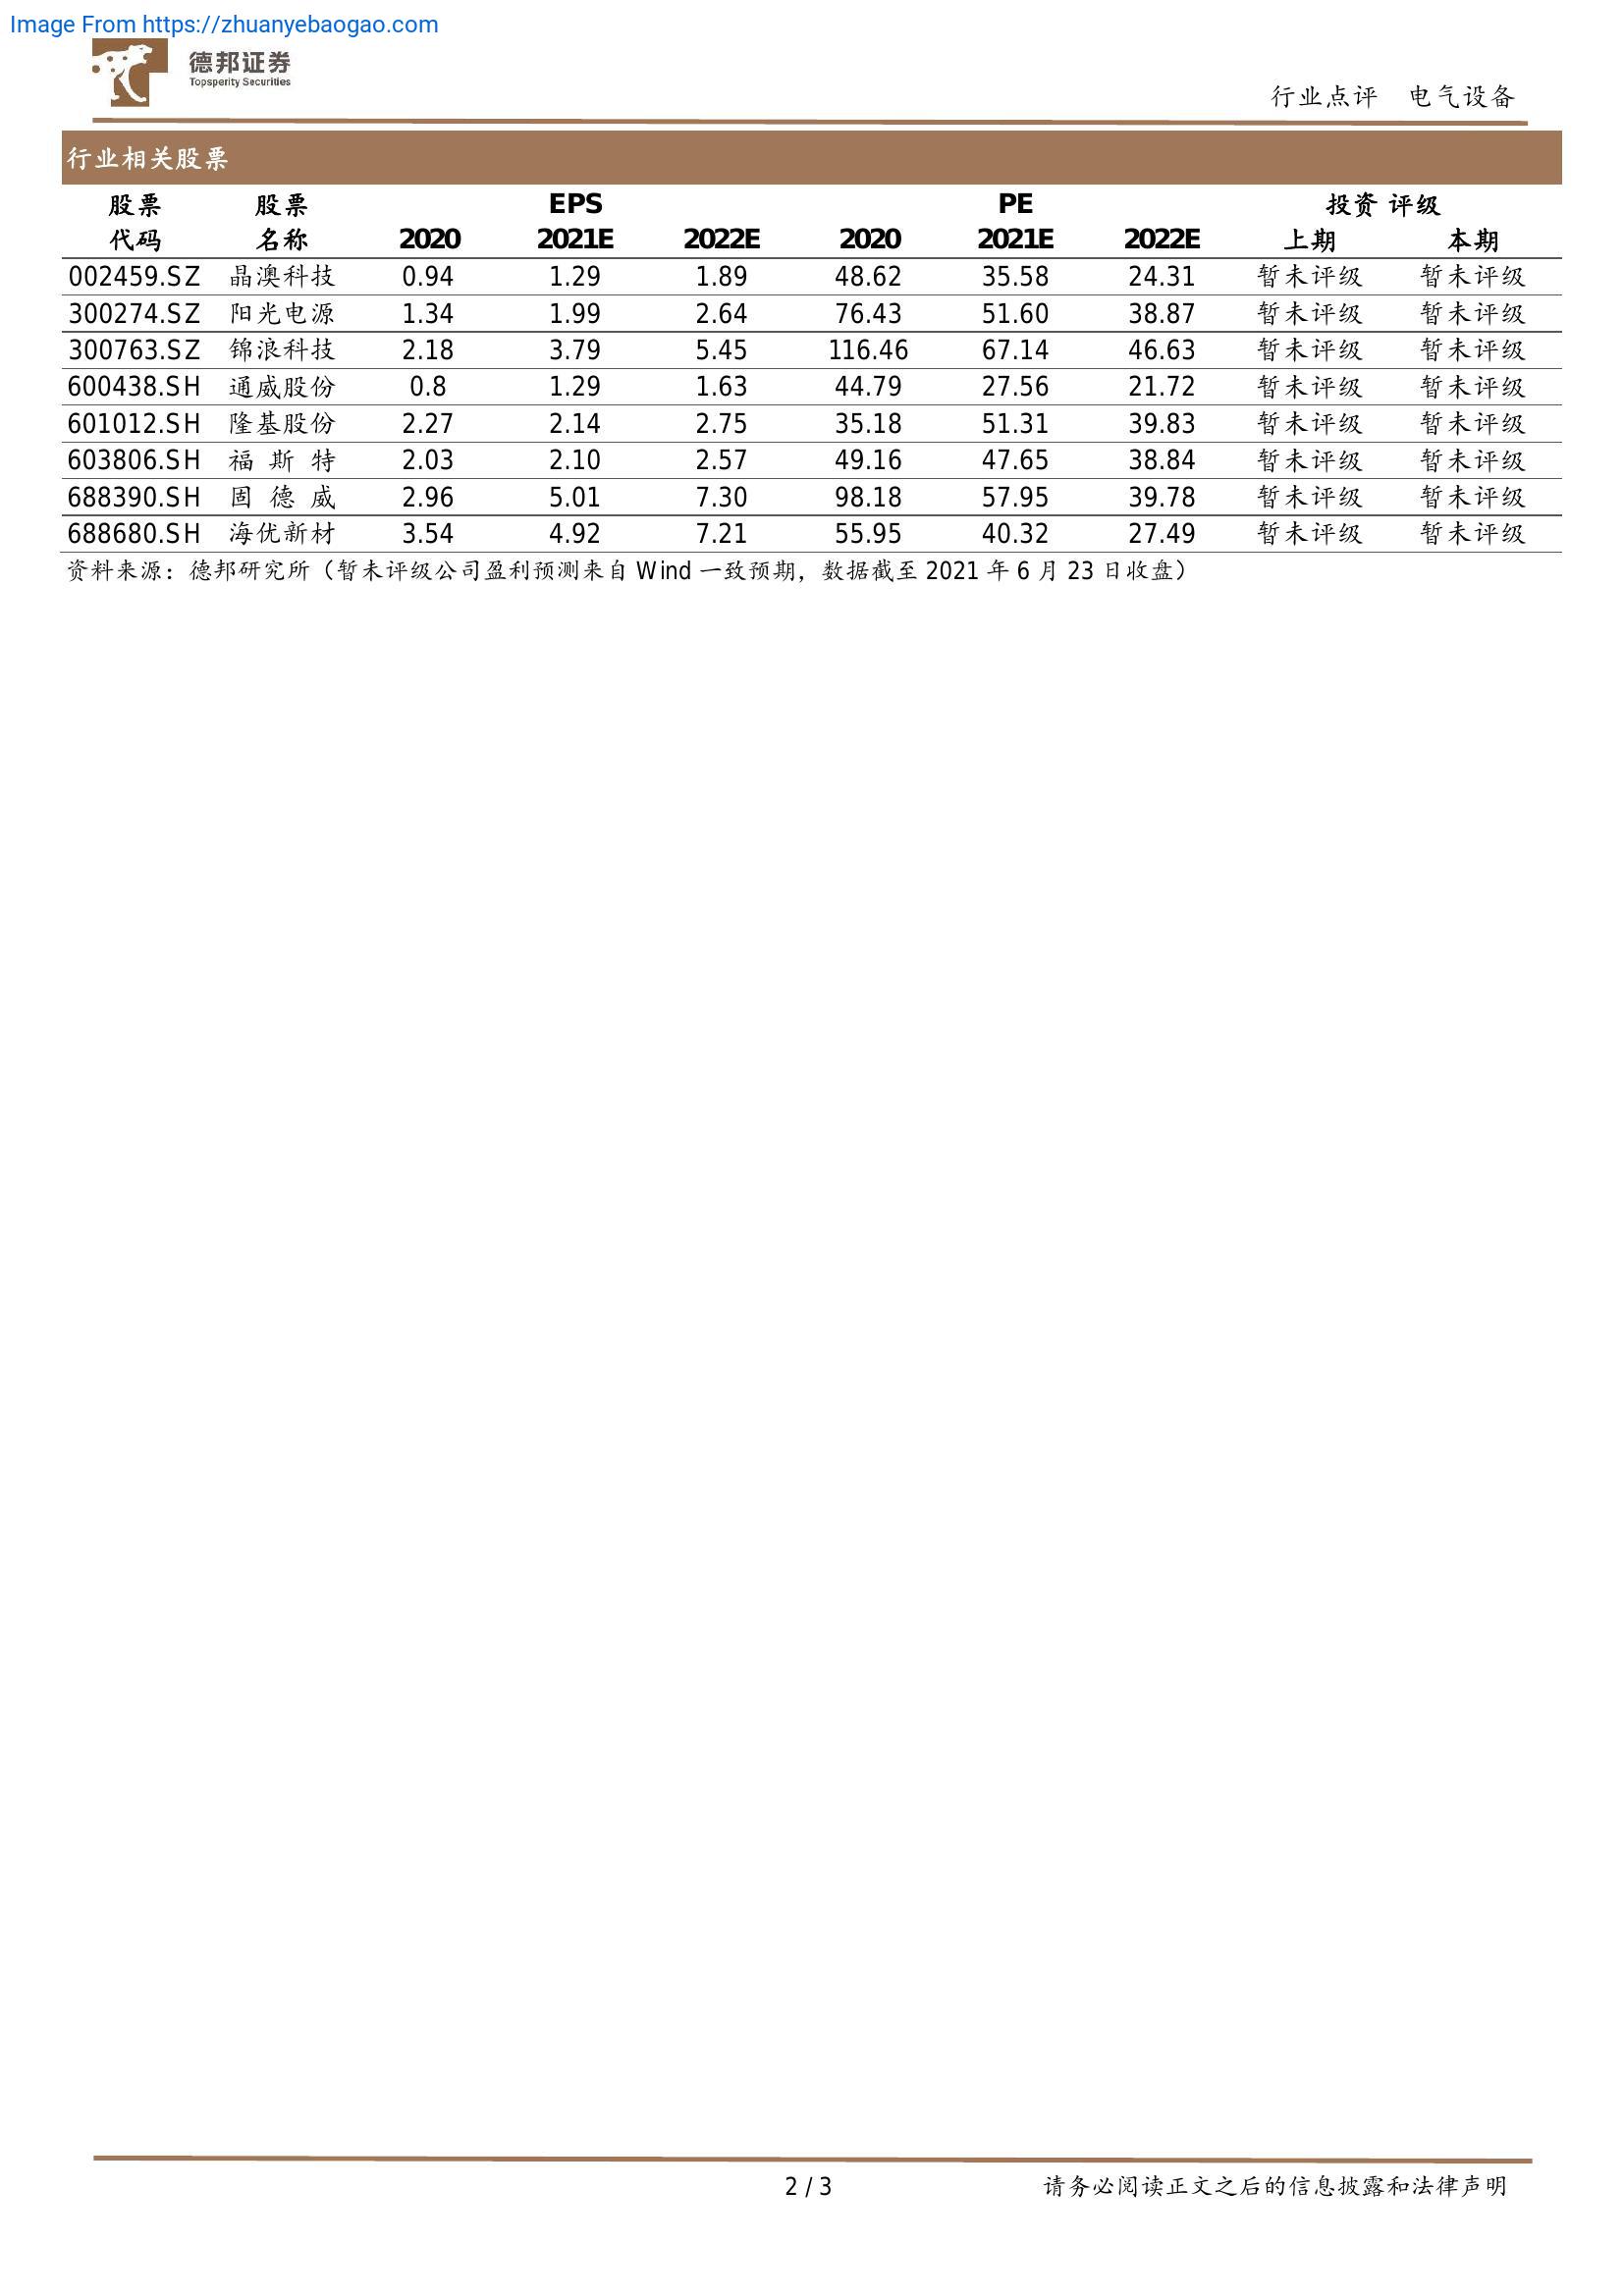 Image From https://zhuanyebaogao.com
德邦证券
Topsperity Securities
行业点评 电气设备
行业相关股票
股票 股票 EPS PE 投资 评级
代码 名称 2020 2021E 2022E 2020 2021E 2022E 上期 本期
002459.SZ 晶澳科技 0.94 1.29 1.89 48.62 35.58 24.31 暂未评级 暂未评级
300274.SZ 阳光电源 1.34 1.99 2.64 76.43 51.60 38.87 暂未评级 暂未评级
300763.SZ 锦浪科技 2.18 3.79 5.45 116.46 67.14 46.63 暂未评级 暂未评级
600438.SH 通威股份 0.8 1.29 1.63 44.79 27.56 21.72 暂未评级 暂未评级
601012.SH 隆基股份 2.27 2.14 2.75 35.18 51.31 39.83 暂未评级 暂未评级
603806.SH 福 斯 特 2.03 2.10 2.57 49.16 47.65 38.84 暂未评级 暂未评级
688390.SH 固 德 威 2.96 5.01 7.30 98.18 57.95 39.78 暂未评级 暂未评级
688680.SH 海优新材 3.54 4.92 7.21 55.95 40.32 27.49 暂未评级 暂未评级
资料来源：德邦研究所（暂未评级公司盈利预测来自 Wind 一致预期，数据截至 2021 年 6 月 23 日收盘）
2 / 3 请务必阅读正文之后的信息披露和法律声明